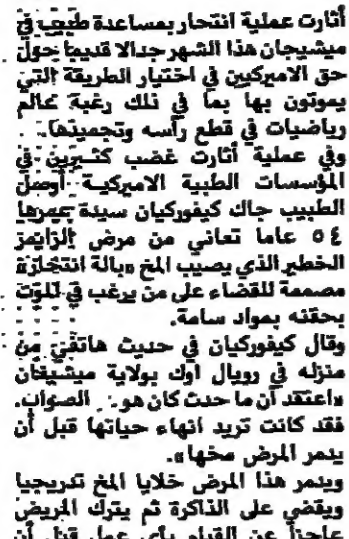 أثارت عملية انتحار بمساعدة طبيب في
ميشيجان هذا الشهر جدالا قديما حول
حق الاميركيين في اختيار الطريقة التي
يموتون بها بما في ذلك رغبة عالم
رياضيات في قطع رأسه وتجميدها.
وفي عملية أثارت غضب كثيرين في
المؤسسات الطبية الاميركية أوصل
الطبيب جاك كيفوركيان سيدة عمرها
٥٤ عاما تعاني من مرض الزايمر
الخطير الذي يصيب المخ «بالة انتحار»
مصممة للقضاء على من يرغب في الموت
بحقنه بمواد سامة.
وقال كيفوركيان في حديث هاتفي من
منزله في رويال اوك بولاية ميشيغان
«اعتقد أن ما حدث كان هو الصواب.
فقد كانت تريد انهاء حياتها قبل أن
يدمر المرض مخها».
ويدمر هذا المرض خلايا المخ تدريجيا
ويقضي على الذاكرة ثم يترك المريض
عاجزا عن القيام بأي عمل قبل أن